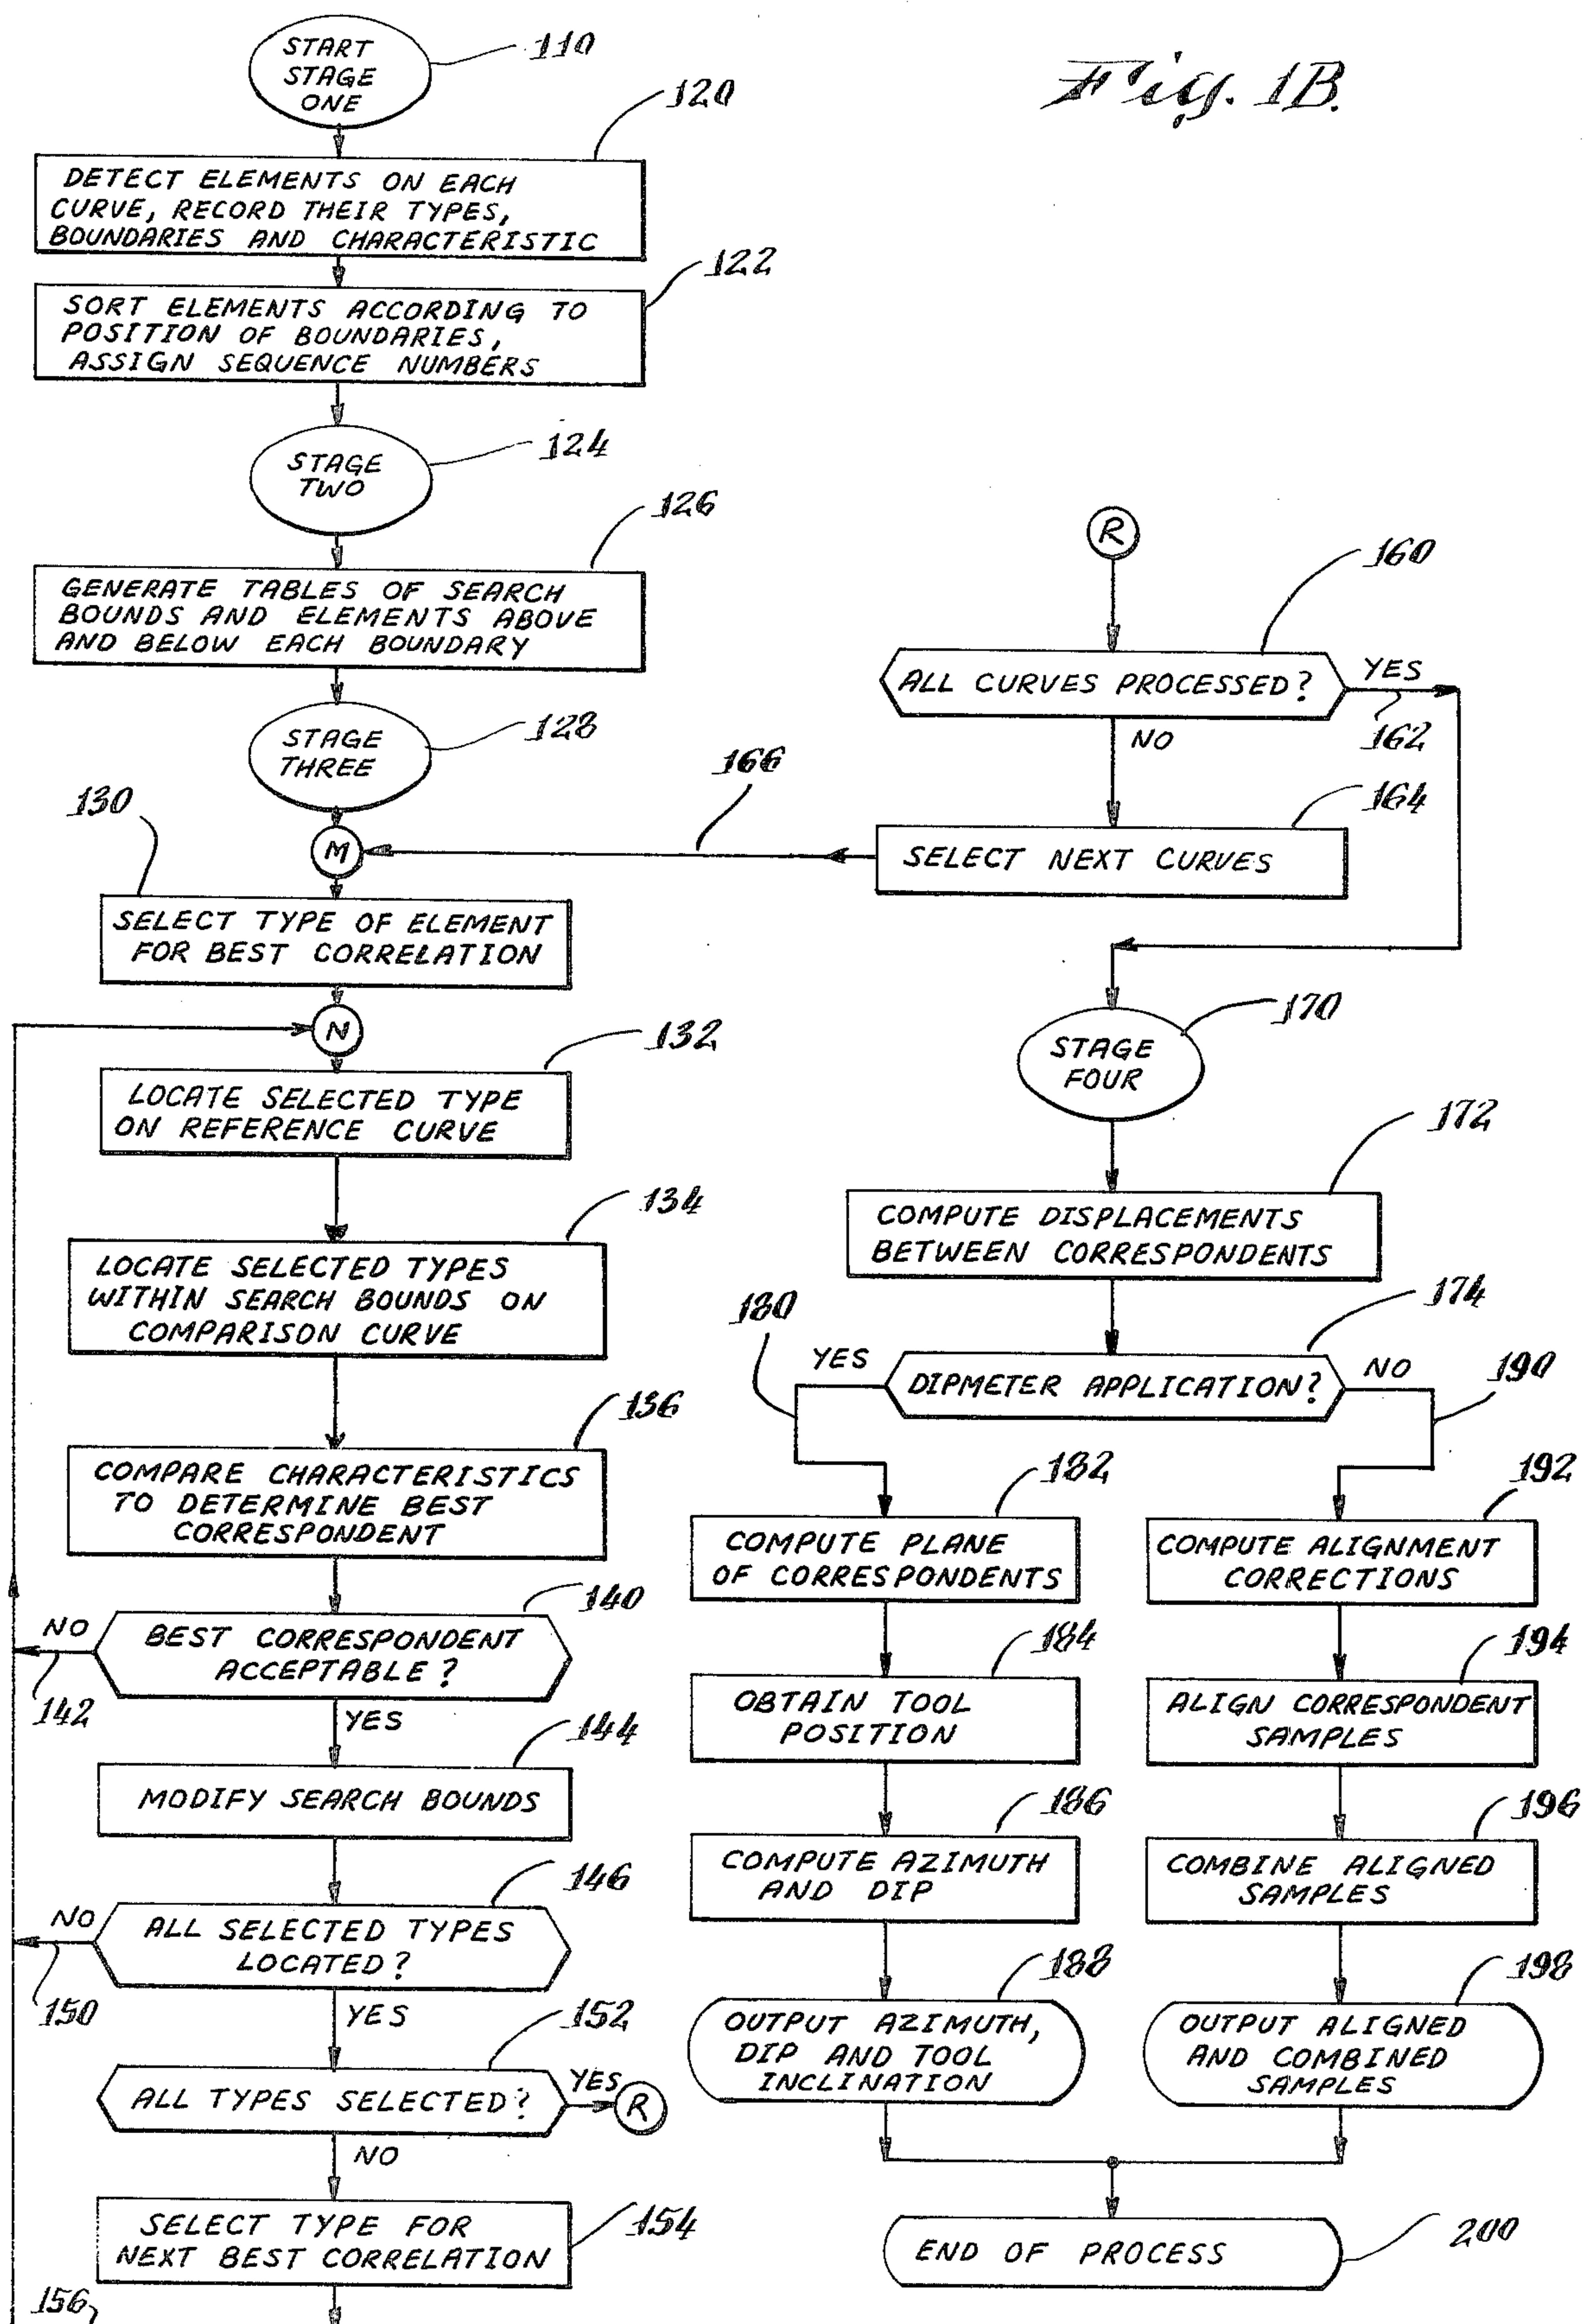 Fig. 1B.
START
STAGE
ONE
110
120
DETECT ELEMENTS ON EACH
CURVE, RECORD THEIR TYPES,
BOUNDARIES AND CHARACTERISTIC
122
SORT ELEMENTS ACCORDING TO
POSITION OF BOUNDARIES,
ASSIGN SEQUENCE NUMBERS
124
STAGE
TWO
126
GENERATE TABLES OF SEARCH
BOUNDS AND ELEMENTS ABOVE
AND BELOW EACH BOUNDARY
128
STAGE
THREE
130
M
SELECT TYPE OF ELEMENT
FOR BEST CORRELATION
N
132
LOCATE SELECTED TYPE
ON REFERENCE CURVE
134
LOCATE SELECTED TYPES
WITHIN SEARCH BOUNDS ON
COMPARISON CURVE
136
COMPARE CHARACTERISTICS
TO DETERMINE BEST
CORRESPONDENT
140
NO
BEST CORRESPONDENT
ACCEPTABLE?
142
YES
144
MODIFY SEARCH BOUNDS
146
NO
ALL SELECTED TYPES
LOCATED?
150
YES
152
ALL TYPES SELECTED?
YES
R
NO
154
SELECT TYPE FOR
NEXT BEST CORRELATION
156
R
160
ALL CURVES PROCESSED?
YES
162
NO
164
166
SELECT NEXT CURVES
170
STAGE
FOUR
172
COMPUTE DISPLACEMENTS
BETWEEN CORRESPONDENTS
174
180
YES
DIPMETER APPLICATION?
NO
190
182
COMPUTE PLANE
OF CORRESPONDENTS
184
OBTAIN TOOL
POSITION
186
COMPUTE AZIMUTH
AND DIP
188
OUTPUT AZIMUTH,
DIP AND TOOL
INCLINATION
192
COMPUTE ALIGNMENT
CORRECTIONS
194
ALIGN CORRESPONDENT
SAMPLES
196
COMBINE ALIGNED
SAMPLES
198
OUTPUT ALIGNED
AND COMBINED
SAMPLES
END OF PROCESS
200